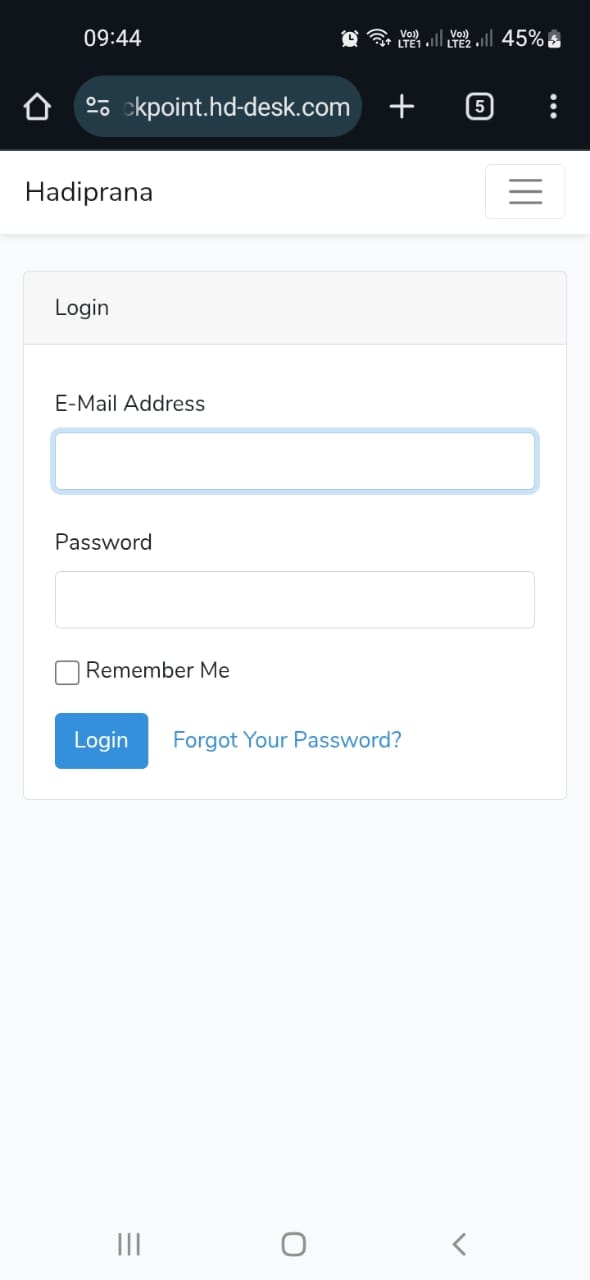 09:44 Vo)) LTE1 Vo)) LTE2 45%
ckpoint.hd-desk.com 5
Hadiprana
Login
E-Mail Address
Password
Remember Me
Login Forgot Your Password?